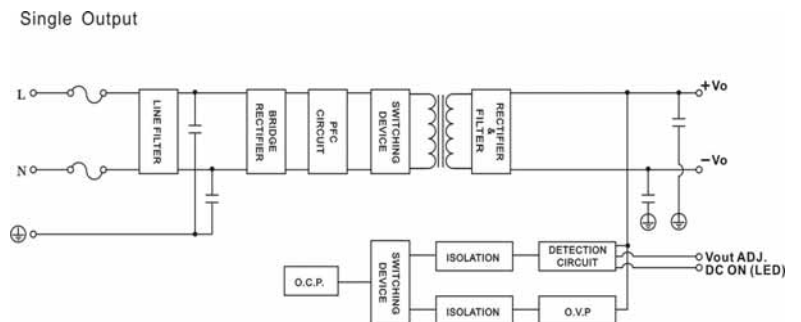 Single Output
L
N
LINE FILTER
BRIDGE
RECTIFIER
PFC
CIRCUIT
SWITCHING
DEVICE
RECTIFIER
&
FILTER
+Vo
−Vo
O.C.P.
SWITCHING
DEVICE
ISOLATION
DETECTION
CIRCUIT
Vout ADJ.
DC ON (LED)
ISOLATION
O.V.P